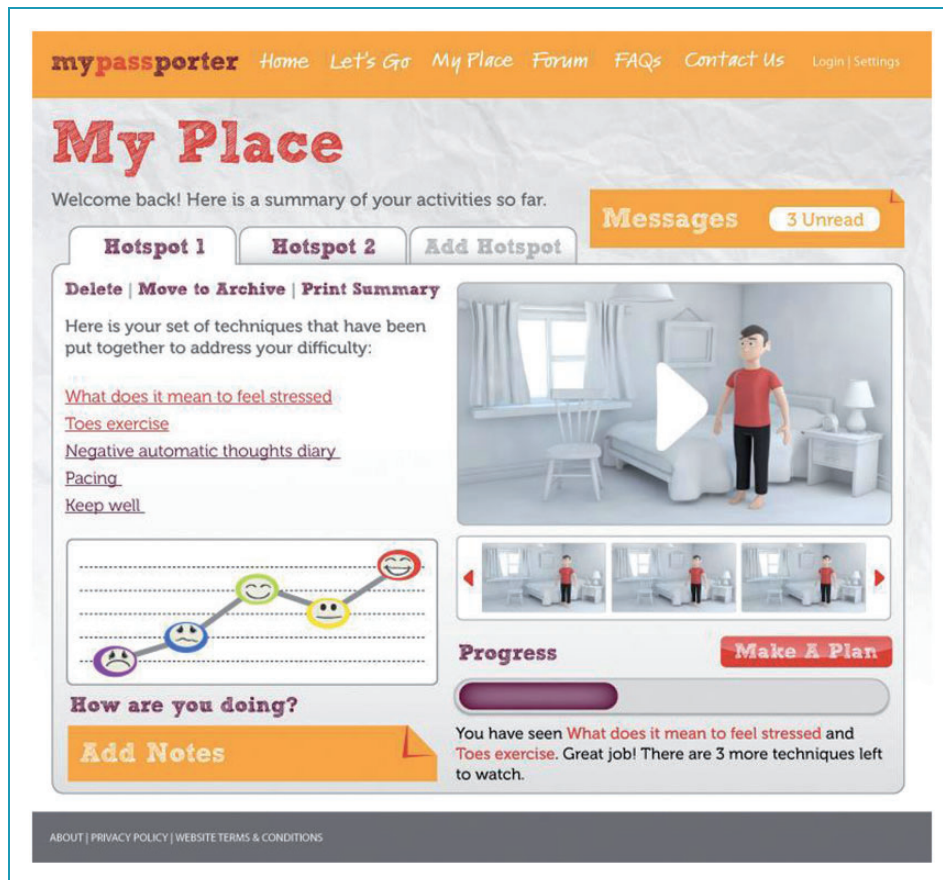 mypassporter Home Let's Go My Place Forum FAQs Contact Us Login | Settings
My Place
Welcome back! Here is a summary of your activities so far.
Messages 3 Unread
Hotspot 1 Hotspot 2 Add Hotspot
Delete | Move to Archive | Print Summary
Here is your set of techniques that have been
put together to address your difficulty:
What does it mean to feel stressed
Toes exercise
Negative automatic thoughts diary
Pacing
Keep well
How are you doing?
Add Notes
Progress
Make A Plan
You have seen What does it mean to feel stressed and
Toes exercise. Great job! There are 3 more techniques left
to watch.
ABOUT | PRIVACY POLICY | WEBSITE TERMS & CONDITIONS